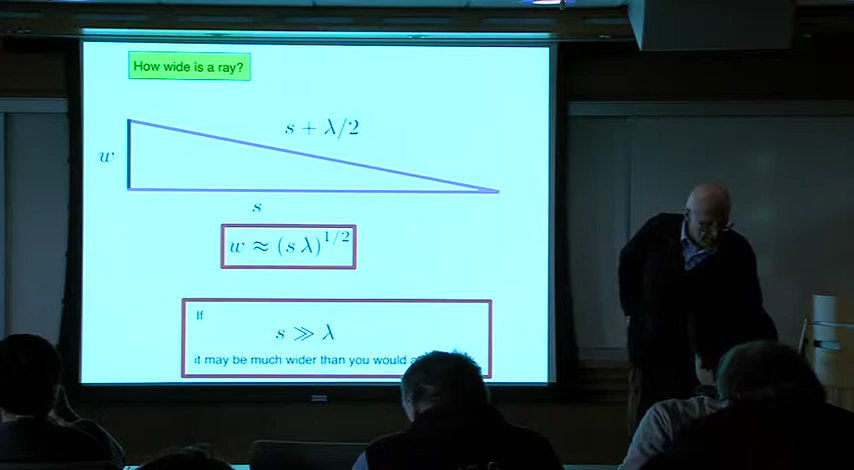 How wide is a ray?
s + λ/2
w
s
w ≈ (s λ)^{1/2}
If
s ≫ λ
it may be much wider than you would